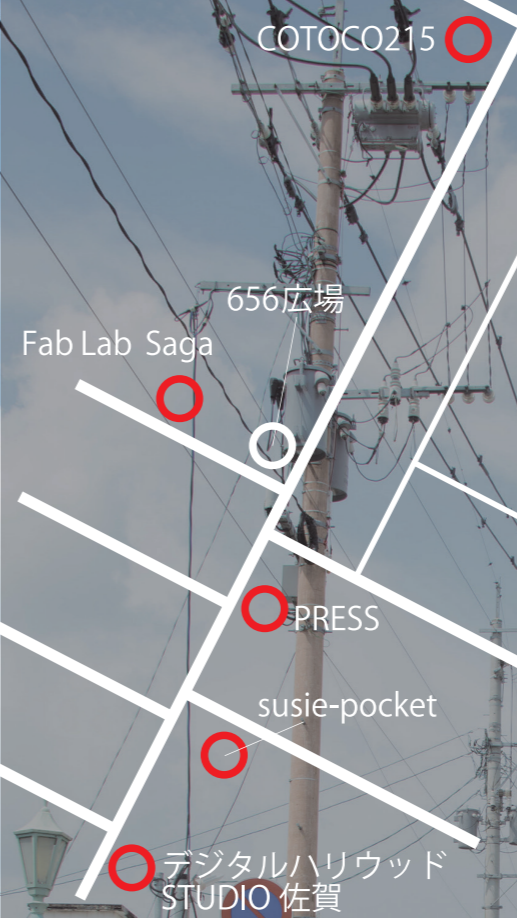 COTOCO215
656広場
Fab Lab Saga
PRESS
susie-pocket
デジタルハリウッド
STUDIO 佐賀